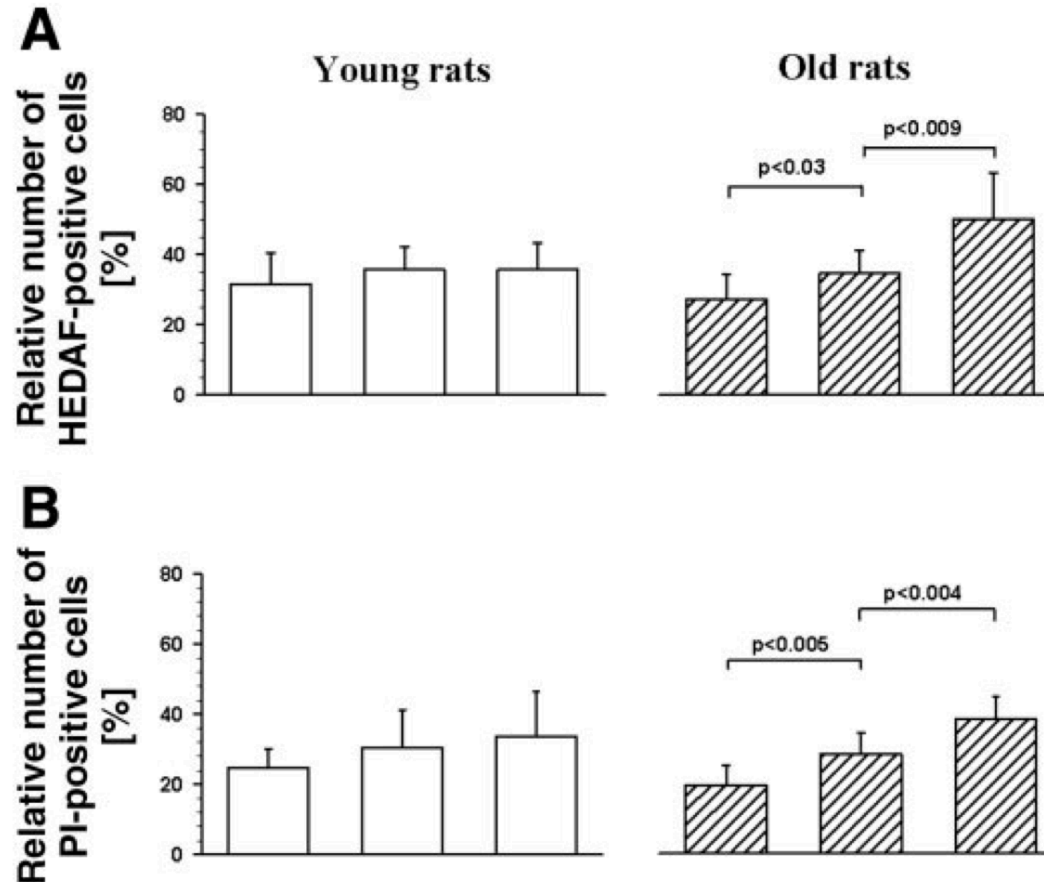 A
Young rats
Old rats
Relative number of
HEDAF-positive cells
[%]
80
60
40
20
0
p<0.03
p<0.009
B
Relative number of
PI-positive cells
[%]
80
60
40
20
0
p<0.005
p<0.004